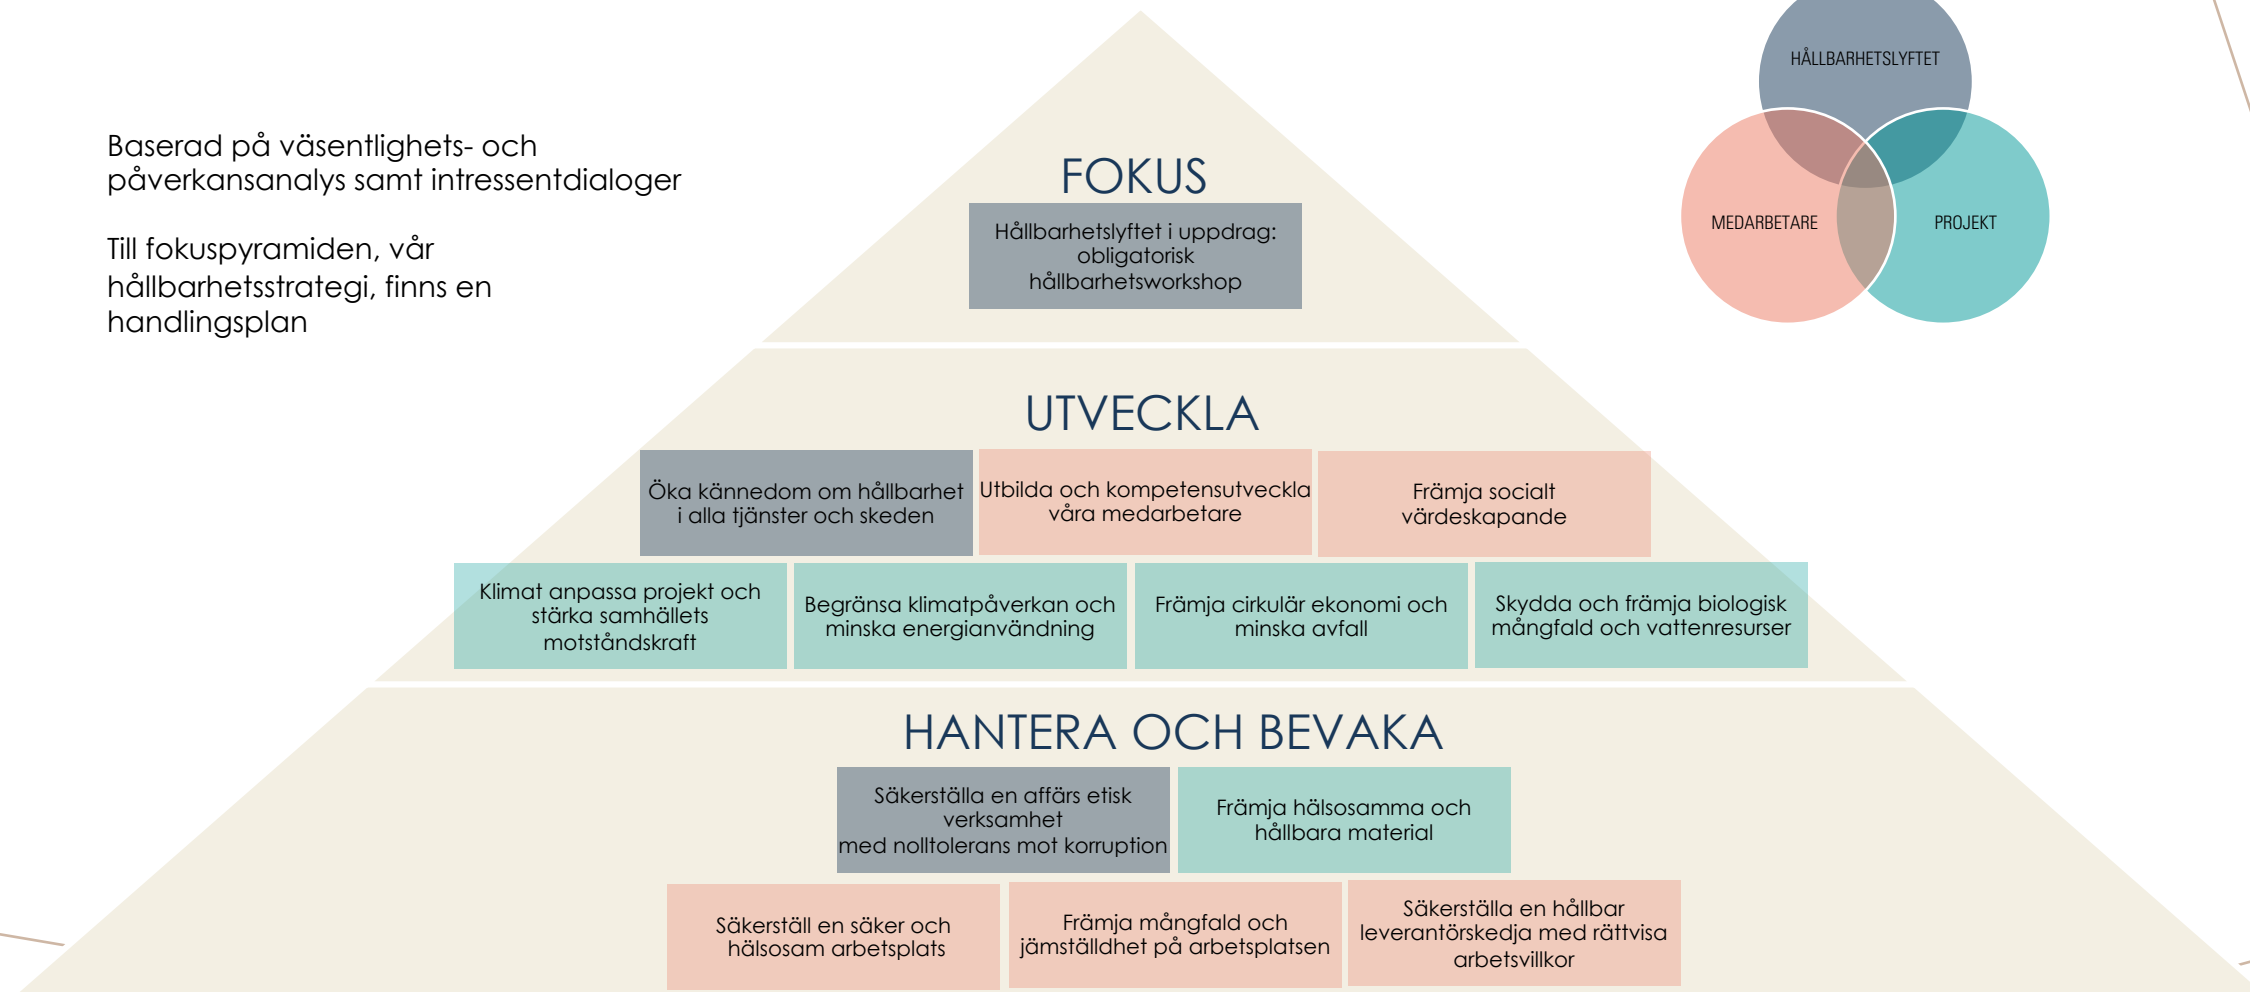 Baserad på väsentlighets- och
påverkansanalys samt intressentdialoger
Till fokuspyramiden, vår
hållbarhetsstrategi, finns en
handlingsplan
HÅLLBARHETSLYFTET
MEDARBETARE
PROJEKT
FOKUS
Hållbarhetslyftet i uppdrag:
obligatorisk
hållbarhetsworkshop
UTVECKLA
Öka kännedom om hållbarhet
i alla tjänster och skeden
Utbilda och kompetensutveckla
våra medarbetare
Främja socialt
värdeskapande
Klimat anpassa projekt och
stärka samhällets
motståndskraft
Begränsa klimatpåverkan och
minska energianvändning
Främja cirkulär ekonomi och
minska avfall
Skydda och främja biologisk
mångfald och vattenresurser
HANTERA OCH BEVAKA
Säkerställa en affärs etisk
verksamhet
med nolltolerans mot korruption
Främja hälsosamma och
hållbara material
Säkerställ en säker och
hälsosam arbetsplats
Främja mångfald och
jämställdhet på arbetsplatsen
Säkerställa en hållbar
leverantörskedja med rättvisa
arbetsvillkor